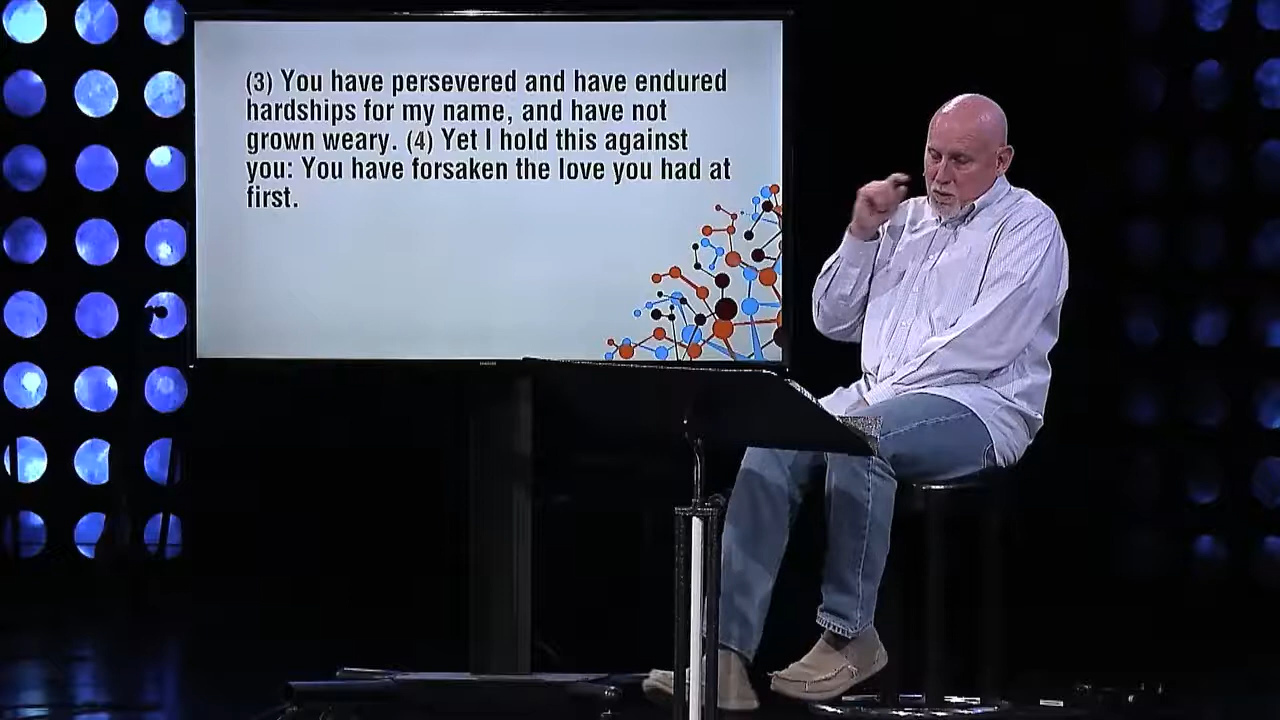 (3) You have persevered and have endured
hardships for my name, and have not
grown weary. (4) Yet I hold this against
you: You have forsaken the love you had at
first.